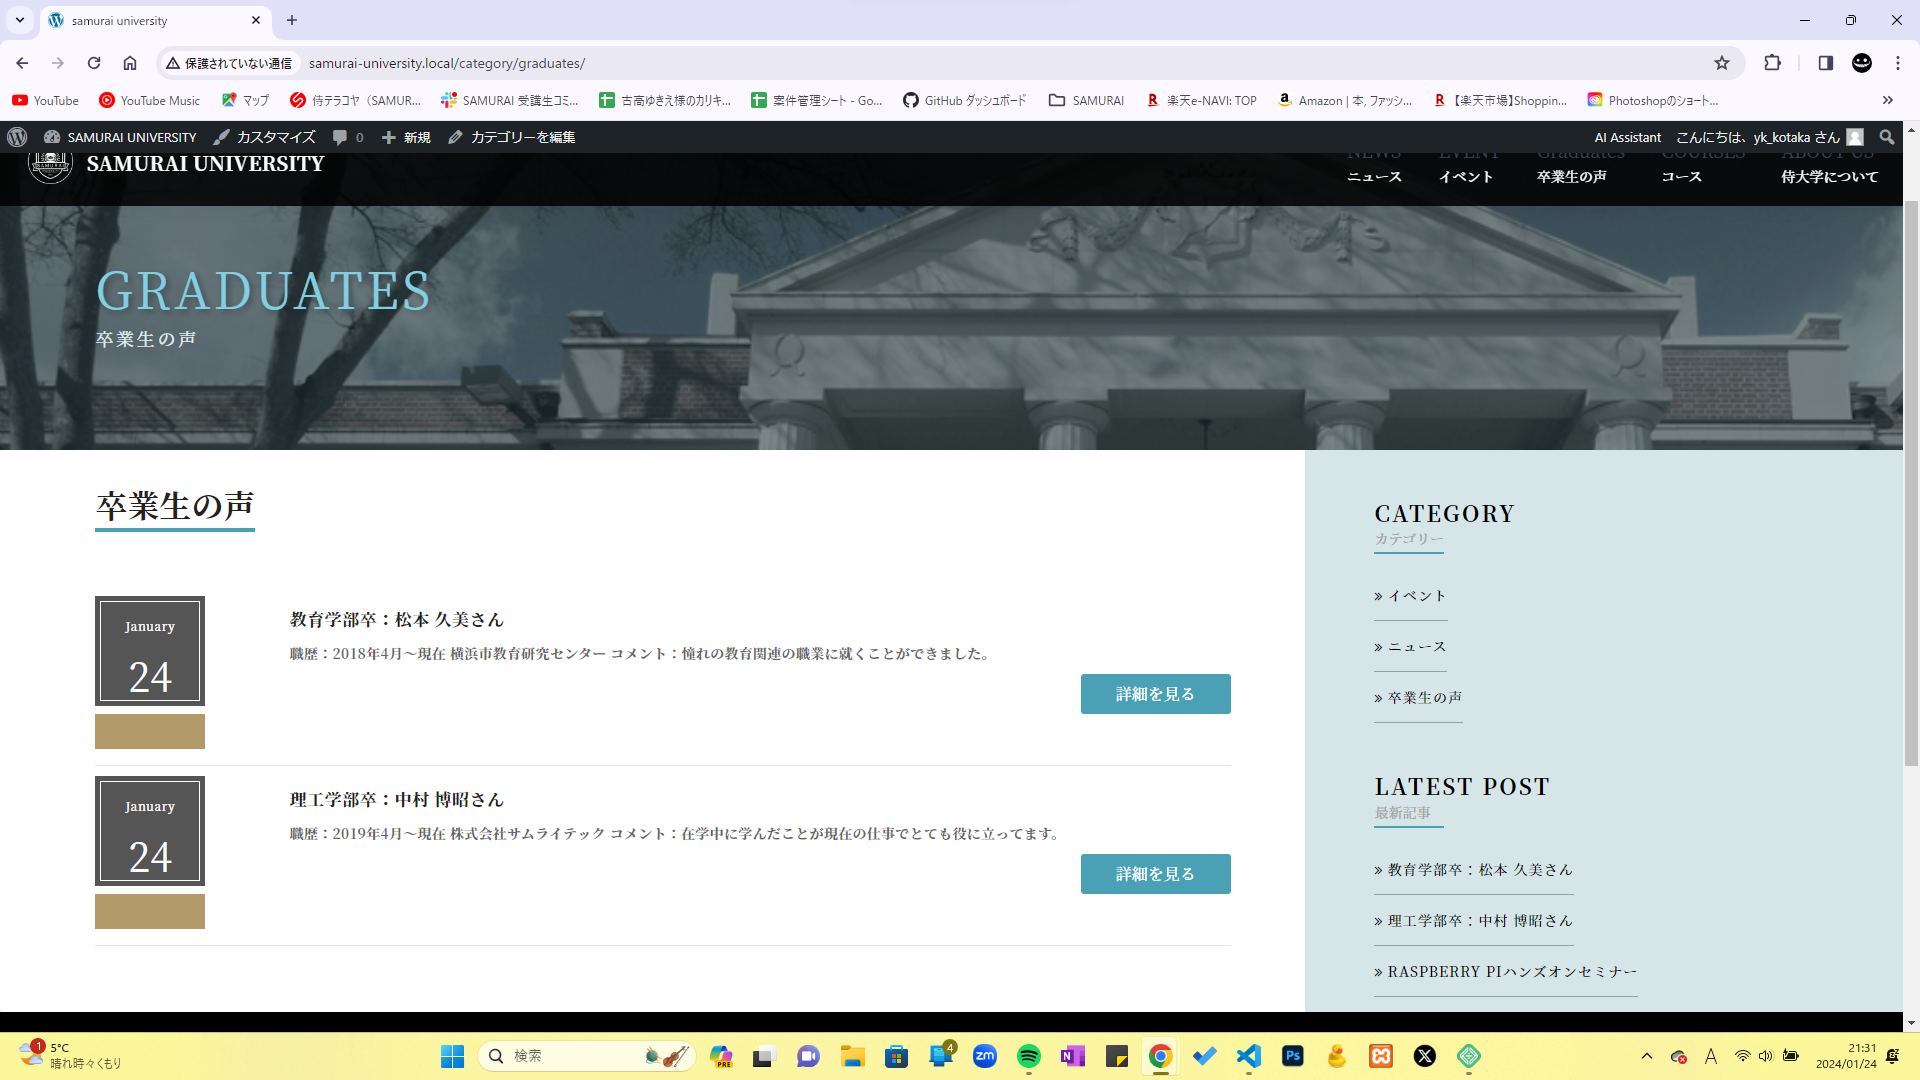 samurai university
保護されていない通信 samurai-university.local/category/graduates/
YouTube YouTube Music マップ 侍テラコヤ（SAMUR... SAMURAI 受講生コミ... 古高ゆきえ様のカリキ... 案件管理シート - Go... GitHub ダッシュボード SAMURAI 楽天e-NAVI: TOP Amazon | 本, ファッシ... 【楽天市場】Shoppin... Photoshopのショート...
SAMURAI UNIVERSITY カスタマイズ 0 新規 カテゴリーを編集 AI Assistant こんにちは、yk_kotaka さん
SAMURAI UNIVERSITY
NEWS EVENT Graduates COURSES ABOUT US
ニュース イベント 卒業生の声 コース 侍大学について
GRADUATES
卒業生の声
卒業生の声
January
24
教育学部卒：松本 久美さん
職歴：2018年4月～現在 横浜市教育研究センター コメント：憧れの教育関連の職業に就くことができました。
詳細を見る
January
24
理工学部卒：中村 博昭さん
職歴：2019年4月～現在 株式会社サムライテック コメント：在学中に学んだことが現在の仕事でとても役に立ってます。
詳細を見る
CATEGORY
カテゴリー
» イベント
» ニュース
» 卒業生の声
LATEST POST
最新記事
» 教育学部卒：松本 久美さん
» 理工学部卒：中村 博昭さん
» RASPBERRY PIハンズオンセミナー
1
5°C
晴れ時々くもり
検索
PRE
4
zm
N
Ps
X
A
21:31
2024/01/24